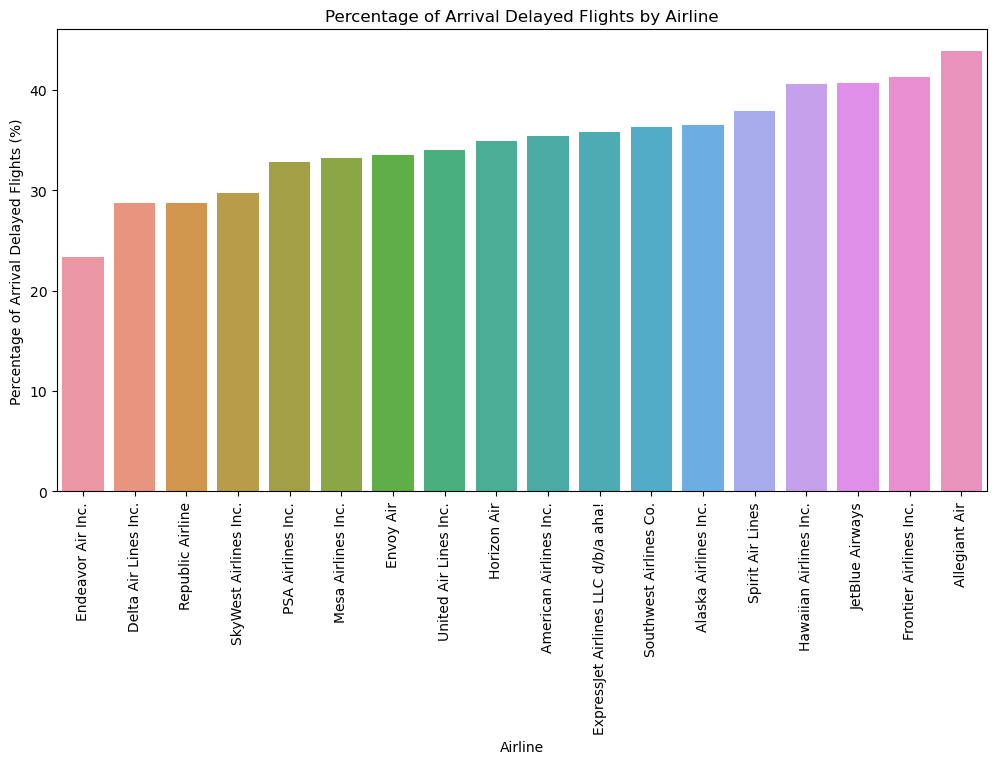 Percentage of Arrival Delayed Flights by Airline
Percentage of Arrival Delayed Flights (%)
40
30
20
10
0
Endeavor Air Inc.
Delta Air Lines Inc.
Republic Airline
SkyWest Airlines Inc.
PSA Airlines Inc.
Mesa Airlines Inc.
Envoy Air
United Air Lines Inc.
Horizon Air
American Airlines Inc.
ExpressJet Airlines LLC d/b/a aha!
Southwest Airlines Co.
Alaska Airlines Inc.
Spirit Air Lines
Hawaiian Airlines Inc.
JetBlue Airways
Frontier Airlines Inc.
Allegiant Air
Airline